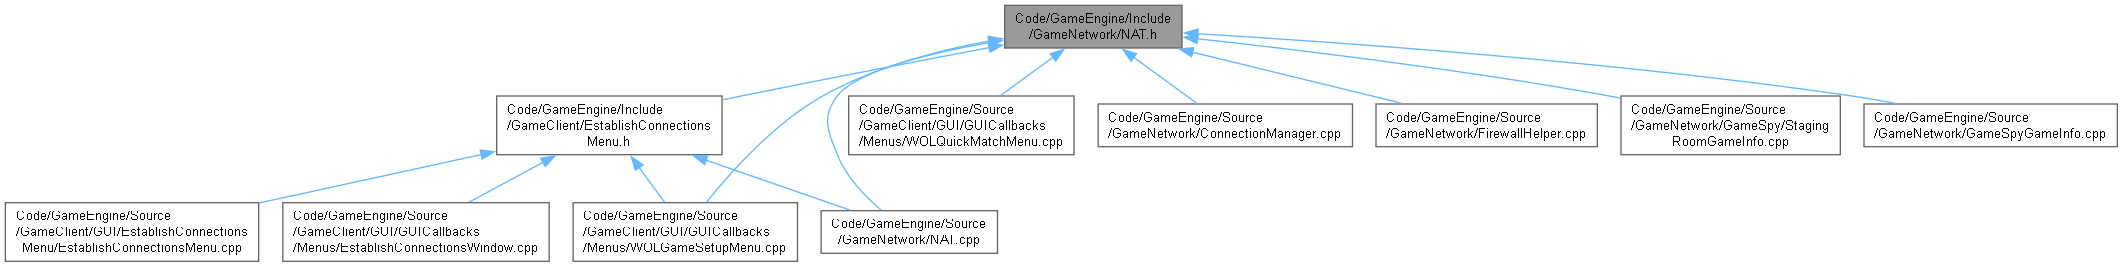 Code/GameEngine/Include
/GameNetwork/NAT.h
Code/GameEngine/Include
/GameClient/EstablishConnections
Menu.h
Code/GameEngine/Source
/GameClient/GUI/GUICallbacks
/Menus/WOLQuickMatchMenu.cpp
Code/GameEngine/Source
/GameNetwork/ConnectionManager.cpp
Code/GameEngine/Source
/GameNetwork/FirewallHelper.cpp
Code/GameEngine/Source
/GameNetwork/GameSpy/Staging
RoomGameInfo.cpp
Code/GameEngine/Source
/GameNetwork/GameSpyGameInfo.cpp
Code/GameEngine/Source
/GameClient/GUI/EstablishConnections
Menu/EstablishConnectionsMenu.cpp
Code/GameEngine/Source
/GameClient/GUI/GUICallbacks
/Menus/EstablishConnectionsWindow.cpp
Code/GameEngine/Source
/GameClient/GUI/GUICallbacks
/Menus/WOLGameSetupMenu.cpp
Code/GameEngine/Source
/GameNetwork/NAT.cpp